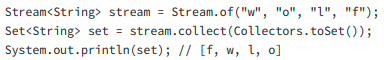 Stream<String> stream = Stream.of("w", "o", "l", "f");
Set<String> set = stream.collect(Collectors.toSet());
System.out.println(set); // [f, w, l, o]